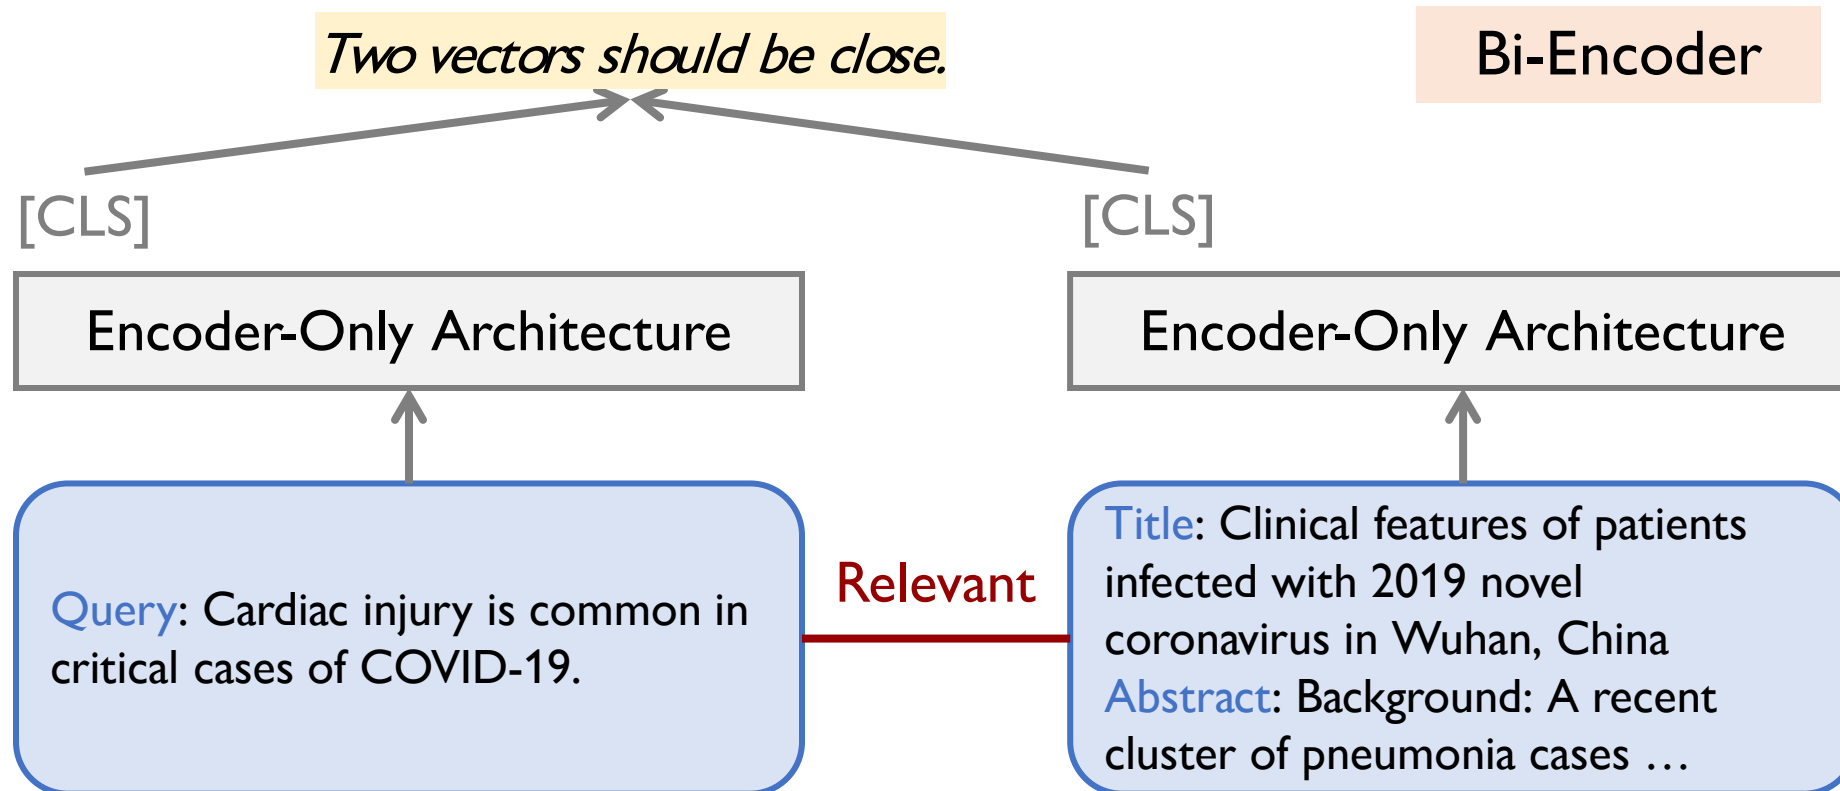 Two vectors should be close.
Bi-Encoder
[CLS]
[CLS]
Encoder-Only Architecture
Encoder-Only Architecture
Query: Cardiac injury is common in
critical cases of COVID-19.
Relevant
Title: Clinical features of patients
infected with 2019 novel
coronavirus in Wuhan, China
Abstract: Background: A recent
cluster of pneumonia cases …